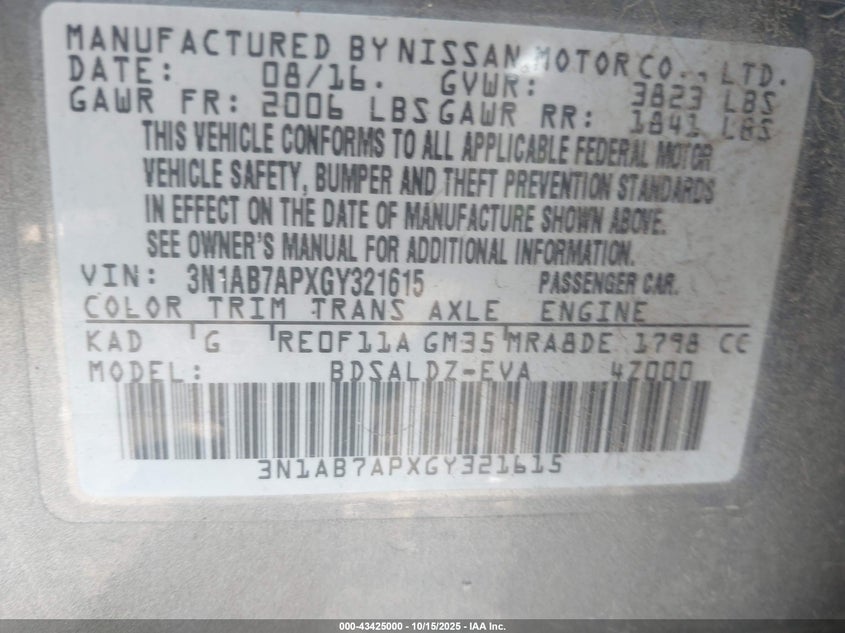 MANUFACTURED BY NISSAN MOTOR CO., LTD.
DATE: 08/16. GVWR: 3823 LBS
GAWR FR: 2006 LBS GAWR RR: 1841 LBS
THIS VEHICLE CONFORMS TO ALL APPLICABLE FEDERAL MOTOR
VEHICLE SAFETY, BUMPER AND THEFT PREVENTION STANDARDS
IN EFFECT ON THE DATE OF MANUFACTURE SHOWN ABOVE.
SEE OWNER'S MANUAL FOR ADDITIONAL INFORMATION.
VIN: 3N1AB7APXGY321615 PASSENGER CAR.
COLOR TRIM TRANS AXLE ENGINE
KAD G RE0F11A GM35 MRA8DE 1798 CC
MODEL: BDSALDZ-EVA 4Z000
3N1AB7APXGY321615
000-43425000 - 10/15/2025 - IAA Inc.